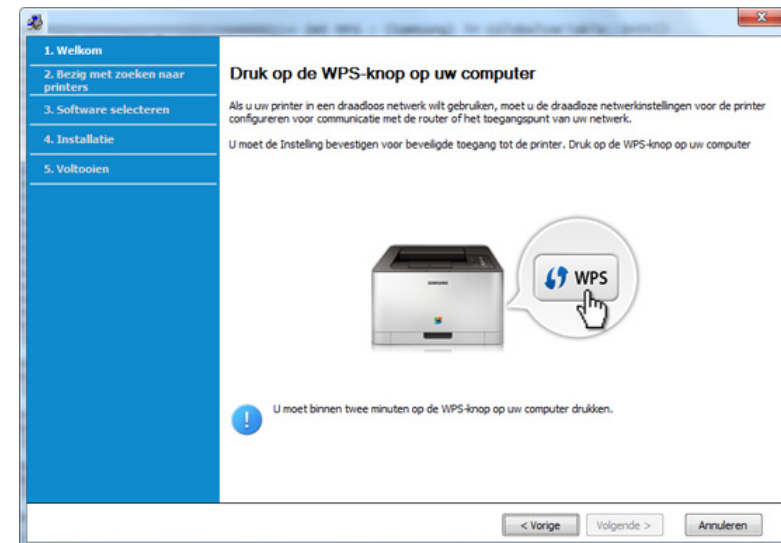 1. Welkom
2. Bezig met zoeken naar
printers
3. Software selecteren
4. Installatie
5. Voltooien
Druk op de WPS-knop op uw computer
Als u uw printer in een draadloos netwerk wilt gebruiken, moet u de draadloze netwerkinstellingen voor de printer
configureren voor communicatie met de router of het toegangspunt van uw netwerk.
U moet de Instelling bevestigen voor beveiligde toegang tot de printer. Druk op de WPS-knop op uw computer
SAMSUNG
WPS
U moet binnen twee minuten op de WPS-knop op uw computer drukken.
< Vorige
Volgende >
Annuleren